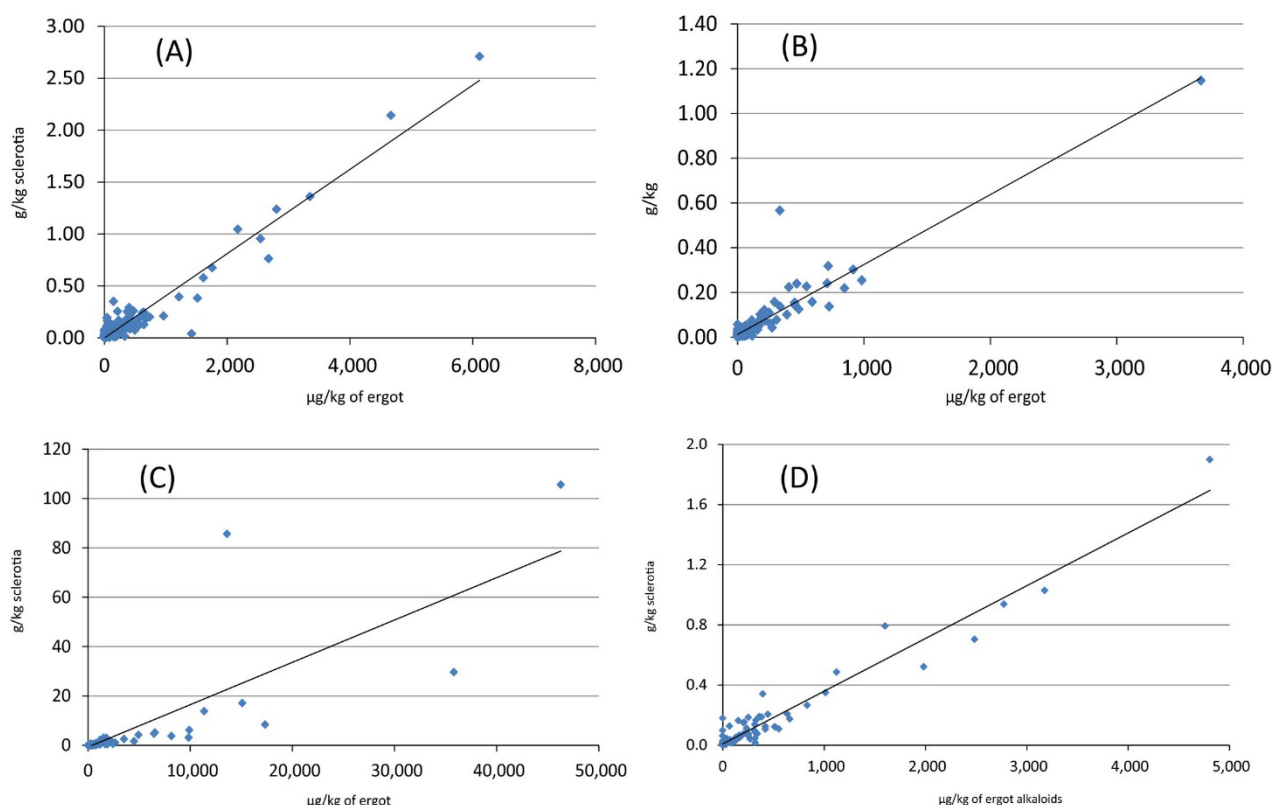 (A)
3.00
2.50
2.00
1.50
1.00
0.50
0.00
g/kg sclerotia
0 2,000 4,000 6,000 8,000
µg/kg of ergot
(B)
1.40
1.20
1.00
0.80
0.60
0.40
0.20
0.00
g/kg
0 1,000 2,000 3,000 4,000
µg/kg of ergot
(C)
120
100
80
60
40
20
0
g/kg sclerotia
0 10,000 20,000 30,000 40,000 50,000
µg/kg of ergot
(D)
2.0
1.6
1.2
0.8
0.4
0.0
g/kg sclerotia
0 1,000 2,000 3,000 4,000 5,000
µg/kg of ergot alkaloids